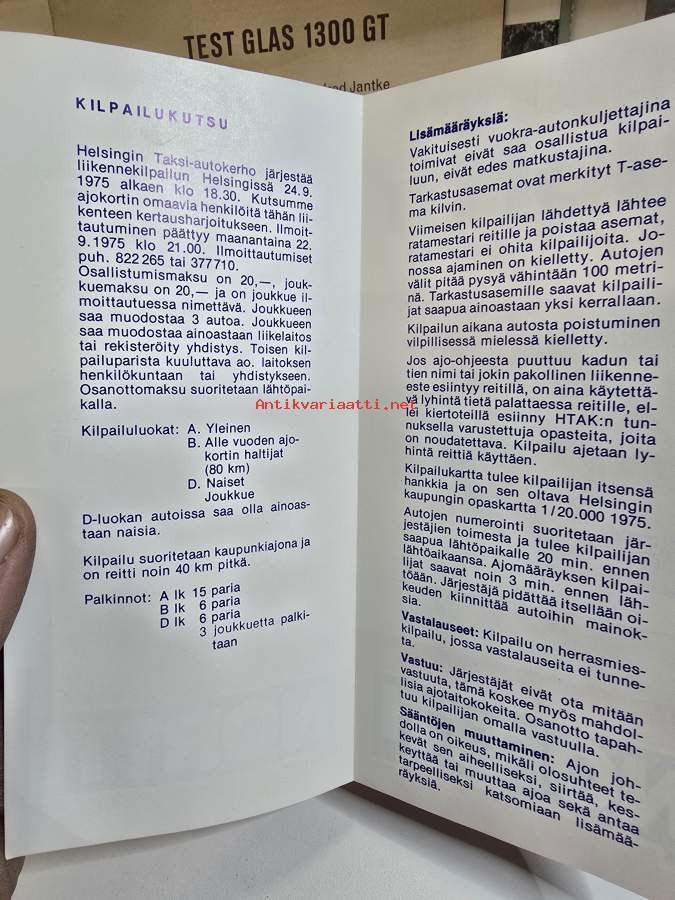 TEST GLAS 1300 GT
Jantke
KILPAILUKUTSU
Helsingin Taksi-autokerho järjestää
liikennekilpailun Helsingissä 24.9.
1975 alkaen klo 18.30. Kutsumme
ajokortin omaavia henkilöitä tähän lii-
kenteen kertausharjoitukseen. Ilmoit-
tautuminen päättyy maanantaina 22.
9.1975 klo 21.00. Ilmoittautumiset
puh. 822 265 tai 377 710.
Osallistumismaksu on 20,—, jouk-
kuemaksu on 20,— ja on joukkue il-
moittautuessa nimettävä. Joukkueen
saa muodostaa 3 autoa. Joukkueen
saa muodostaa ainoastaan liikelaitos
tai rekisteröity yhdistys. Toisen kil-
pailuparista kuuluttava ao. laitoksen
henkilökuntaan tai yhdistykseen.
Osanottomaksu suoritetaan lähtöpai-
kalla.
Kilpailuluokat: A. Yleinen
B. Alle vuoden ajo-
kortin haltijat
(80 km)
D. Naiset
Joukkue
D-luokan autoissa saa olla ainoas-
taan naisia.
Kilpailu suoritetaan kaupunkiajona ja
on reitti noin 40 km pitkä.
Palkinnot: A lk 15 paria
B lk 6 paria
D lk 6 paria
3 joukkuetta palki-
taan
Lisämääräyksiä:
Vakituisesti vuokra-autonkuljettajina
toimivat eivät saa osallistua kilpai-
luun, eivät edes matkustajina.
Tarkastusasemat ovat merkityt T-ase-
ma kilvin.
Viimeisen kilpailijan lähdettyä lähtee
ratamestari reitille ja poistaa asemat,
ratamestari ei ohita kilpailijoita. Jo-
nossa ajaminen on kielletty. Autojen
välit pitää pysyä vähintään 100 metri-
nä. Tarkastusasemille saavat kilpaili-
jat saapua ainoastaan yksi kerrallaan.
Kilpailun aikana autosta poistuminen
vilpillisessä mielessä kielletty.
Jos ajo-ohjeesta puuttuu kadun tai
tien nimi tai jokin pakollinen liikenne-
este esiintyy reitillä, on aina käytettä-
vä lyhintä tietä palattaessa reitille, el-
lei kiertoteillä esiinny HTAK:n tun-
nuksella varustettuja opasteita, joita
on noudatettava. Kilpailu ajetaan ly-
hintä reittiä käyttäen.
Kilpailukartta tulee kilpailijan itsensä
hankkia ja on sen oltava Helsingin
kaupungin opaskartta 1/20.000 1975.
Autojen numerointi suoritetaan jär-
jestäjien toimesta ja tulee kilpailijan
saapua lähtöpaikalle 20 min. ennen
lähtöaikaansa. Ajomääräyksen kilpai-
lijat saavat noin 3 min. ennen läh-
töään. Järjestäjä pidättää itsellään oi-
keuden kiinnittää autoihin mainok-
sia.
Vastalauseet: Kilpailu on herrasmies-
kilpailu, jossa vastalauseita ei tunne-
ta.
Vastuu: Järjestäjät eivät ota mitään
vastuuta, tämä koskee myös mahdol-
lisia ajotaitokokeita. Osanotto tapah-
tuu kilpailijan omalla vastuulla.
Sääntöjen muuttaminen: Ajon joh-
dolla on oikeus, mikäli olosuhteet te-
kevät sen aiheelliseksi, siirtää, kes-
keyttää tai muuttaa ajoa sekä antaa
tarpeelliseksi katsomiaan lisämää-
räyksiä.
Antikvariaatti.net